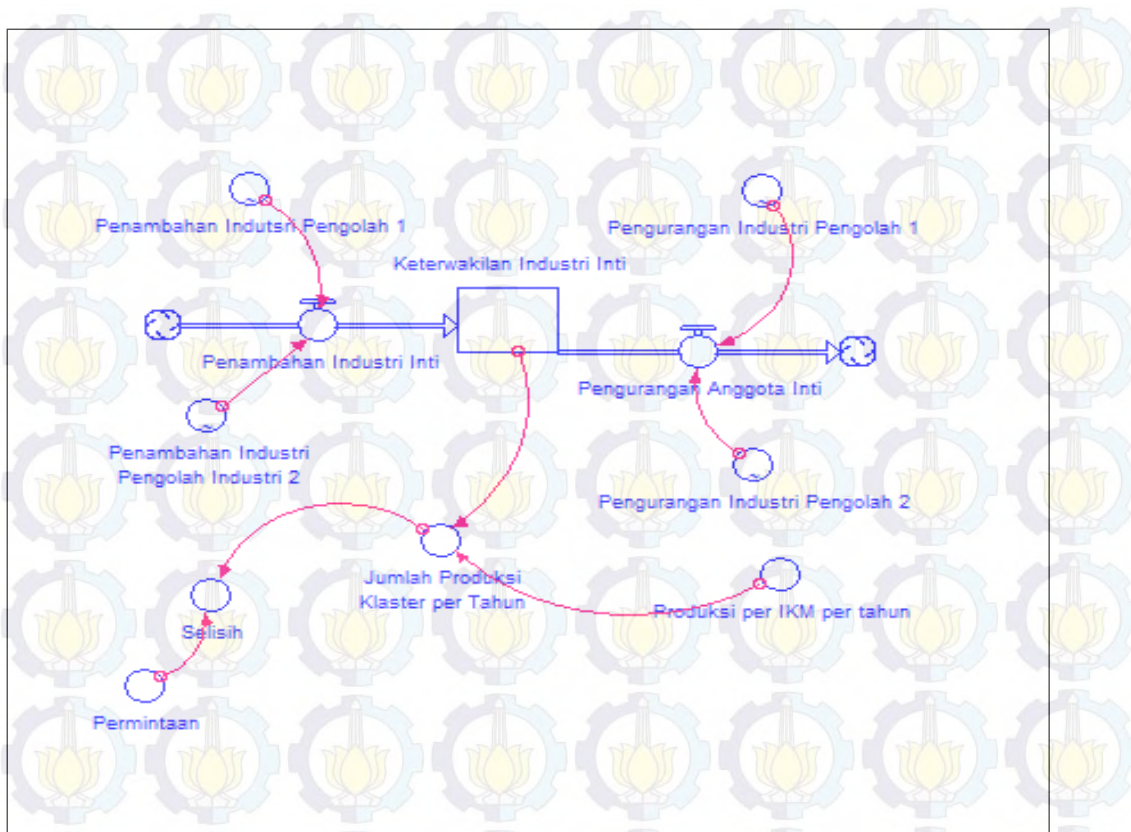 Penambahan Indutsri Pengolah 1
Pengurangan Industri Pengolah 1
Keterwakilan Industri Inti
Penambahan Industri Inti
Pengurangan Anggota Inti
Penambahan Industri
Pengolah Industri 2
Pengurangan Industri Pengolah 2
Jumlah Produksi
Klaster per Tahun
Produksi per IKM per tahun
Selisih
Permintaan